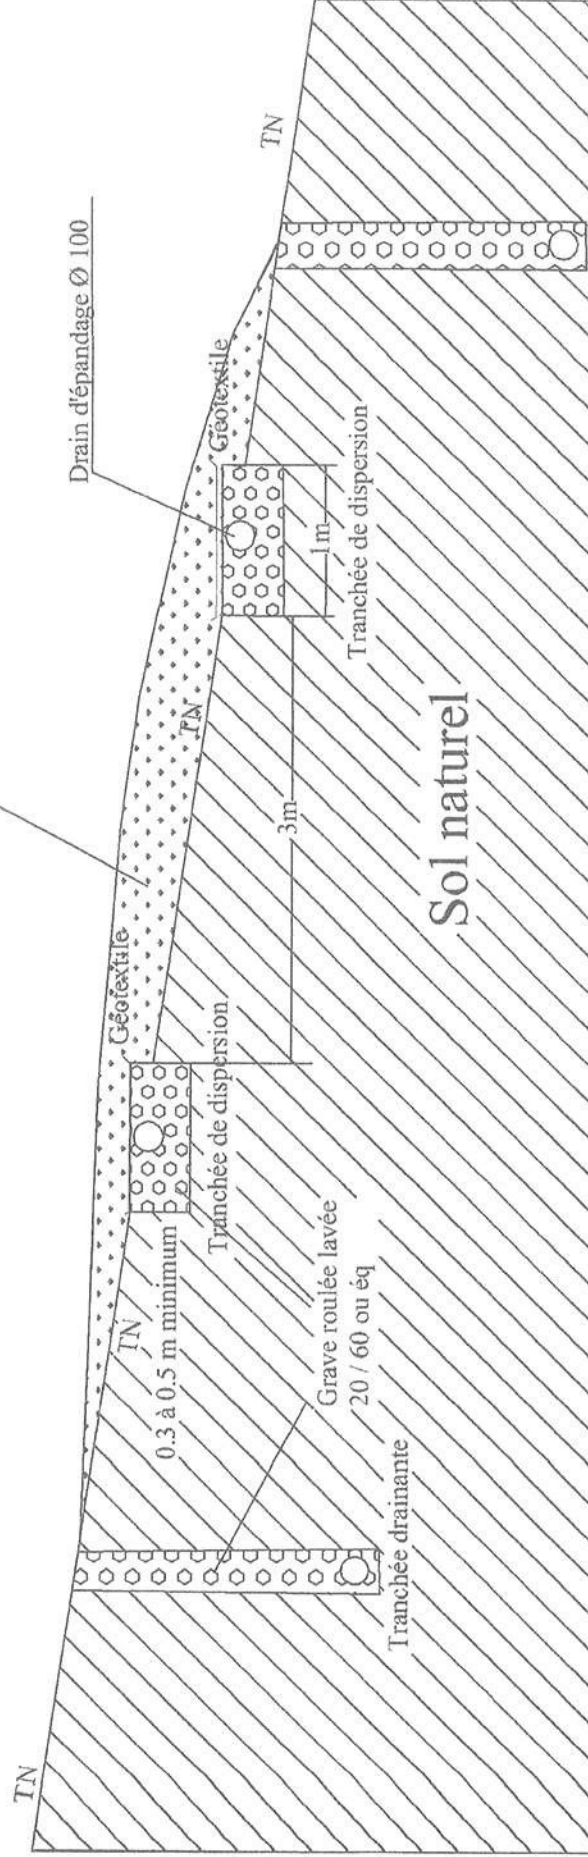 TN
TN
0.3 à 0.5 m minimum
Géotextile
Tranchée de dispersion
Grave roulée lavée
20 / 60 ou éq
Tranchée drainante
TN
3m
Sol naturel
Drain d'épandage Ø 100
Géotextile
1m
Tranchée de dispersion
TN